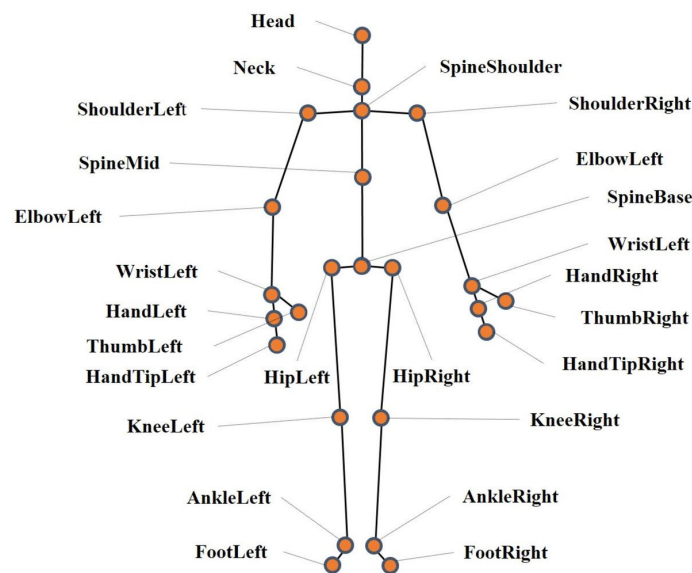 Head
Neck
SpineShoulder
ShoulderLeft
ShoulderRight
SpineMid
ElbowLeft
SpineBase
ElbowLeft
WristLeft
WristLeft
HandRight
HandLeft
ThumbRight
ThumbLeft
HandTipRight
HandTipLeft
HipLeft
HipRight
KneeLeft
KneeRight
AnkleLeft
AnkleRight
FootLeft
FootRight